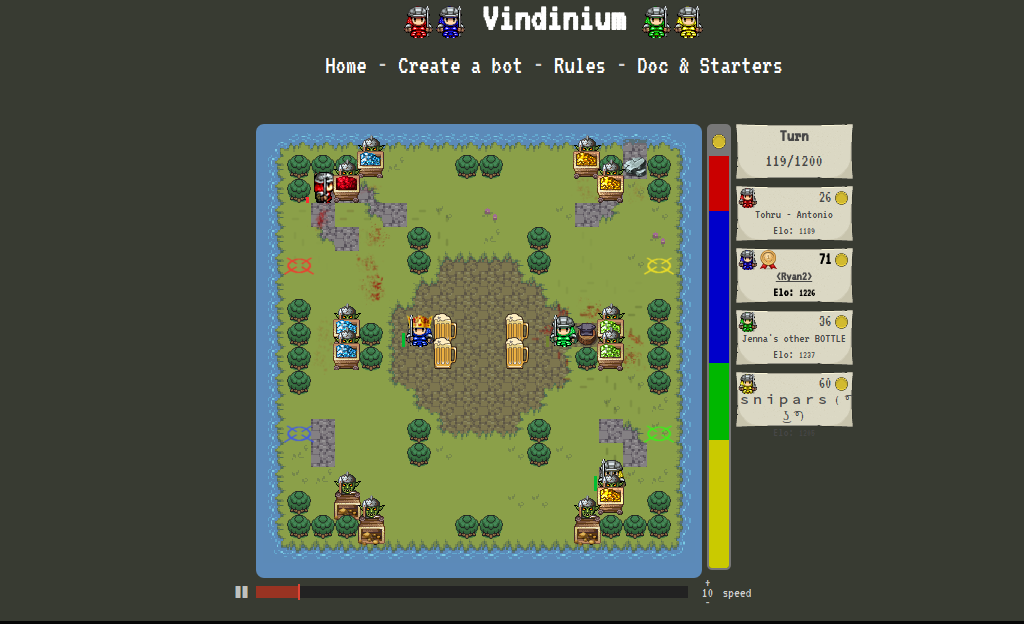 Vindinium
Home - Create a bot - Rules - Doc & Starters
Turn
119/1200
26
Tohru - Antonio
Elo: 1189
71
(Ryan2)
Elo: 1226
36
Jenna's other BOTTLE
Elo: 1237
60
s n i p a r s ( ͡°
͜ʖ ͡°)
+
10 speed
-